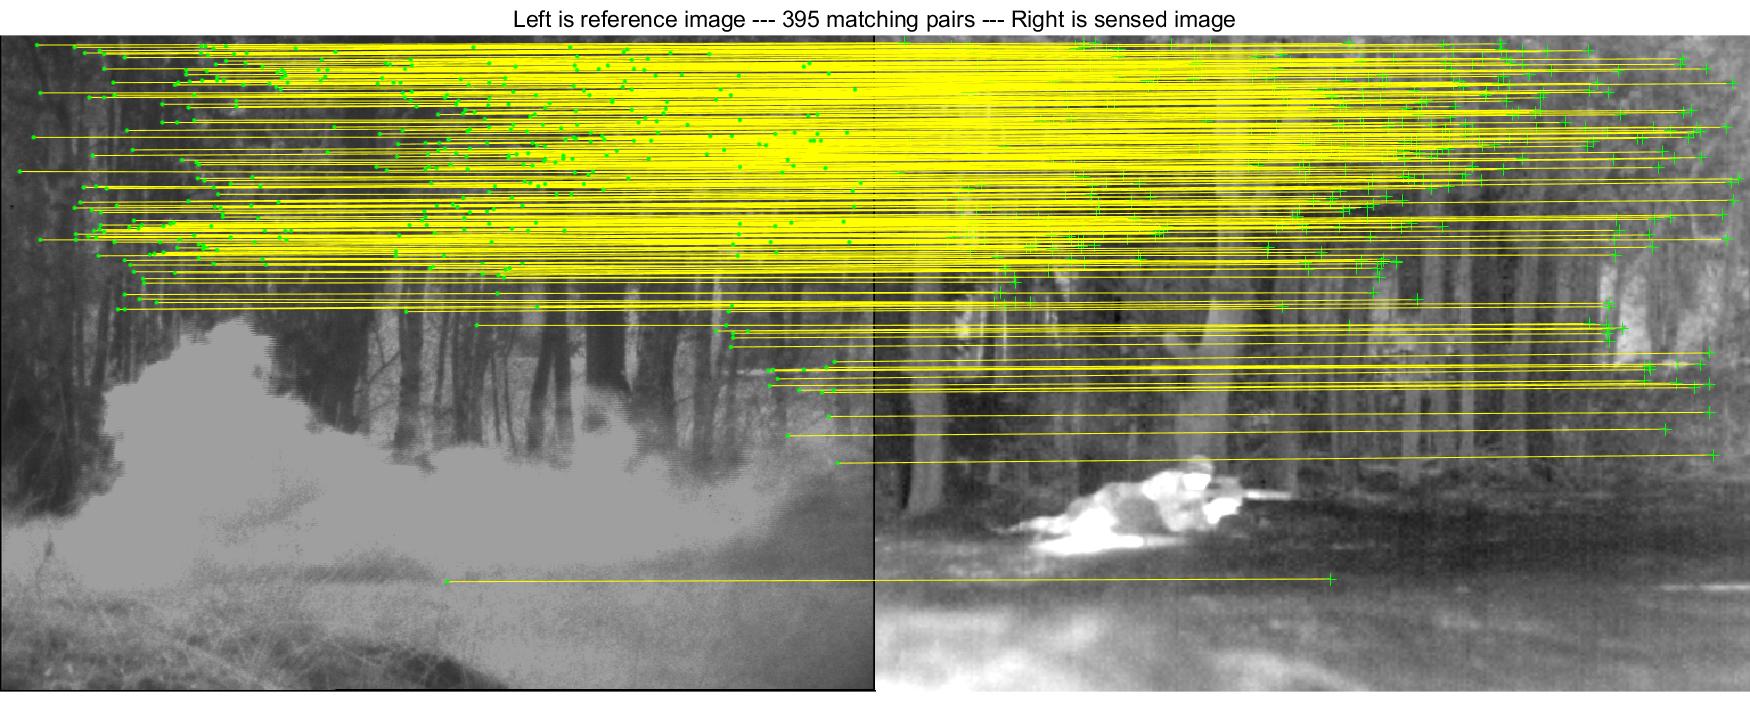 Left is reference image --- 395 matching pairs --- Right is sensed image